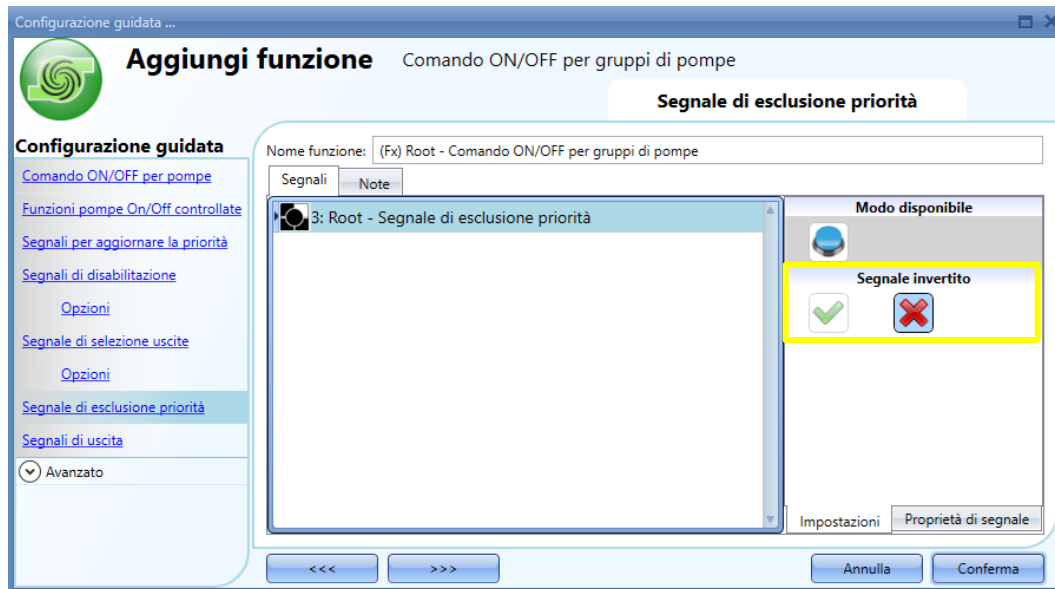 Configurazione guidata ...
Aggiungi funzione Comando ON/OFF per gruppi di pompe
Segnale di esclusione priorità
Configurazione guidata
Comando ON/OFF per pompe
Funzioni pompe On/Off controllate
Segnali per aggiornare la priorità
Segnali di disabilitazione
Opzioni
Segnale di selezione uscite
Opzioni
Segnale di esclusione priorità
Segnali di uscita
Avanzato
Nome funzione: (Fx) Root - Comando ON/OFF per gruppi di pompe
Segnali Note
3: Root - Segnale di esclusione priorità
Modo disponibile
Segnale invertito
Impostazioni Proprietà di segnale
<<< >>> Annulla Conferma